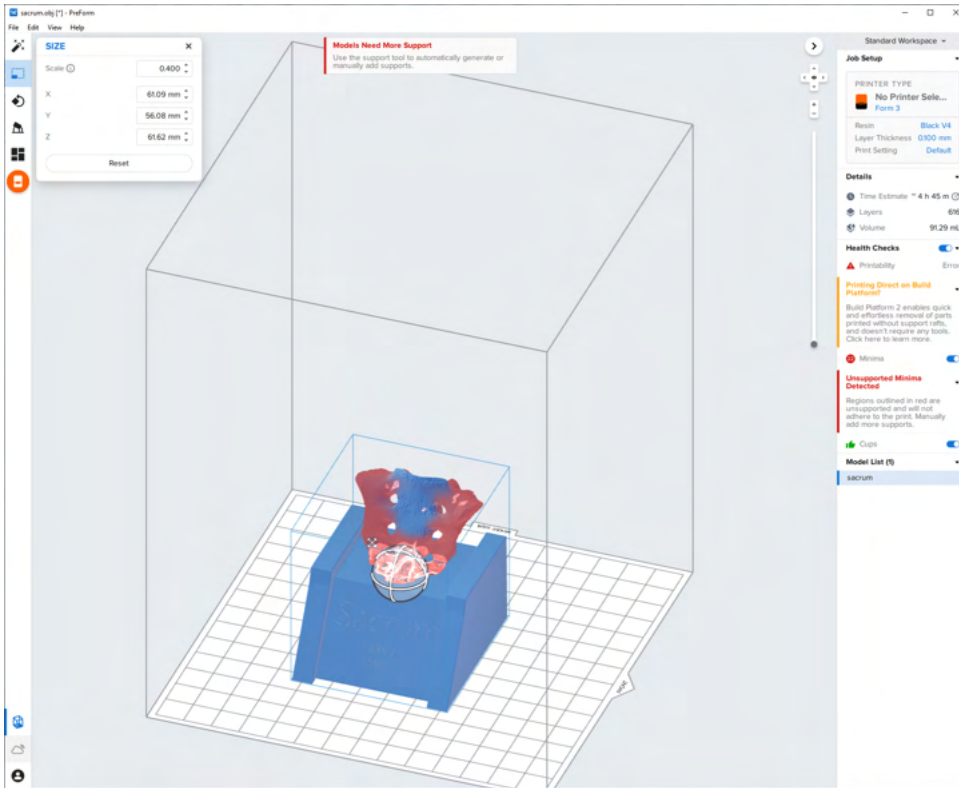 sacrum.obj [*] - PreForm
File Edit View Help
SIZE
Scale 0.400
X 61.09 mm
Y 56.08 mm
Z 61.62 mm
Reset
Models Need More Support
Use the support tool to automatically generate or
manually add supports.
Standard Workspace
Job Setup
PRINTER TYPE
No Printer Sele...
Form 3
Resin Black V4
Layer Thickness 0.100 mm
Print Setting Default
Details
Time Estimate ~ 4 h 45 m
Layers 616
Volume 91.29 mL
Health Checks
Printability Error
Printing Direct on Build
Platform?
Build Platform 2 enables quick
and effortless removal of parts
printed without support rafts,
and doesn't require any tools.
Click here to learn more.
Minima
Unsupported Minima
Detected
Regions outlined in red are
unsupported and will not
adhere to the print. Manually
add more supports.
Cups
Model List (1)
sacrum
Sacrum